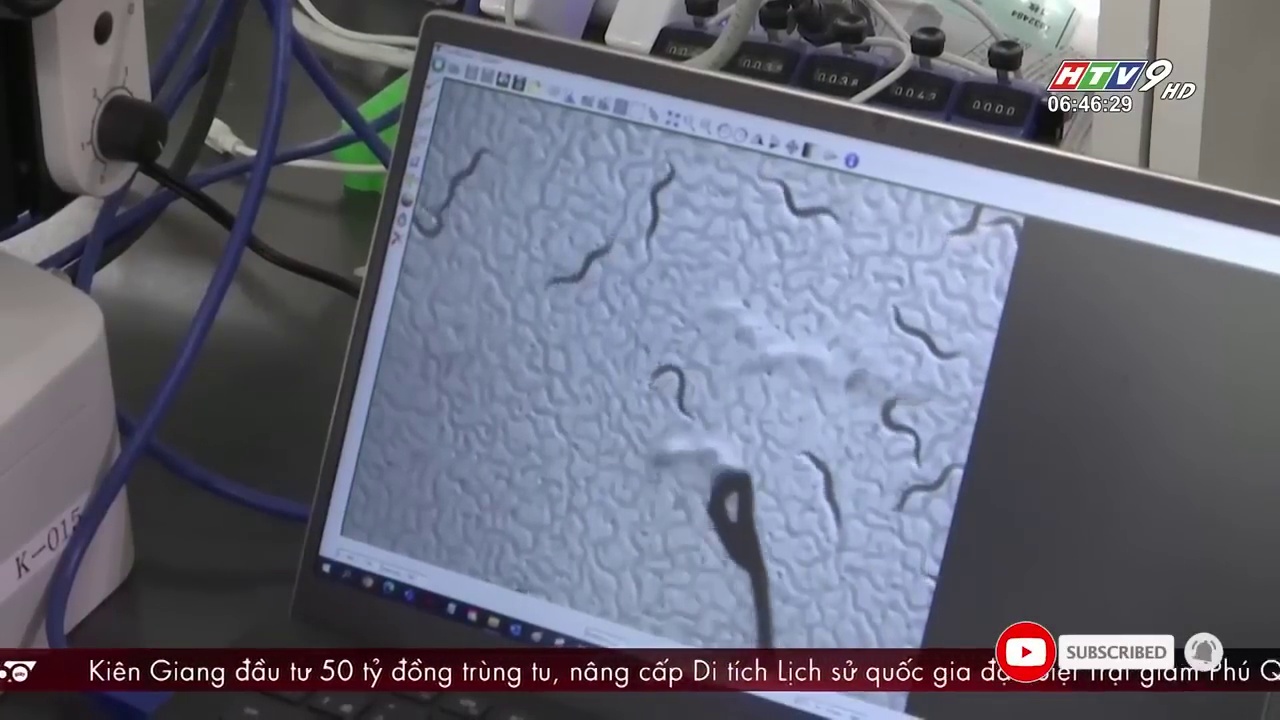 HTV9 HD
06:46:29
0000
K-015
Kiên Giang đầu tư 50 tỷ đồng trùng tu, nâng cấp Di tích Lịch sử quốc gia
SUBSCRIBED